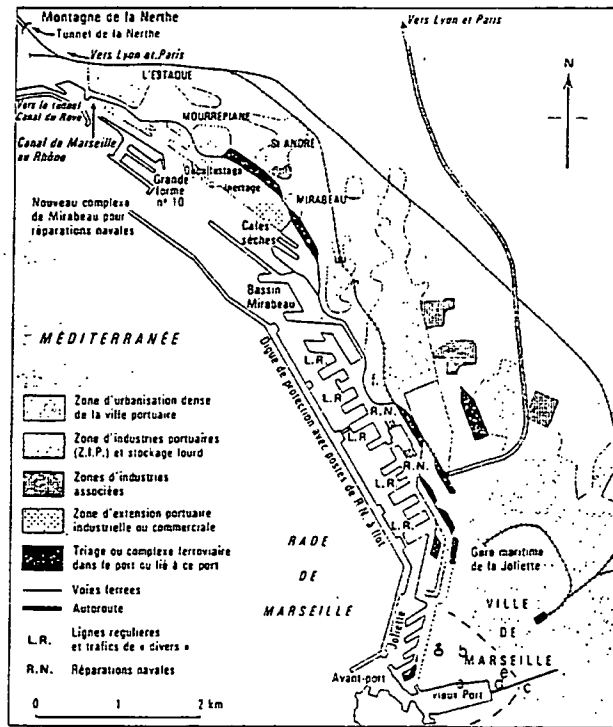 Montagne de la Nerthe
Tunnel de la Nerthe
Vers Lyon et Paris
Vers Lyon et Paris
N
L'ESTAQUE
Vers le tunnel
Canal du Rove
MOURREPIANE
Canal de Marseille
au Rhône
St ANDRÉ
Grande
forme
n° 10
MIRABEAU
Nouveau complexe
de Mirabeau pour
réparations navales
Cales
sèches
Bassin
Mirabeau
MÉDITERRANÉE
L.R.
L.R.
L.R.
L.R.
L.R.
R.N.
R.N.
f
Digue de protection avec postes de R.N. à flot
Zone d'urbanisation dense
de la ville portuaire
Zone d'industries portuaires
(Z.I.P.) et stockage lourd
Zones d'industries
associées
Zone d'extension portuaire
industrielle ou commerciale
Triage ou complexe ferroviaire
dans le port ou lié à ce port
Voies ferrees
Autoroute
L.R. Lignes regulieres
et trafics de « divers »
R.N. Réparations navales
0 1 2 km
RADE
DE
MARSEILLE
Gare maritime
de la Joliette
Joliette
VILLE
DE
MARSEILLE
Avant-port
Vieux Port
g
b
a
d
e
c